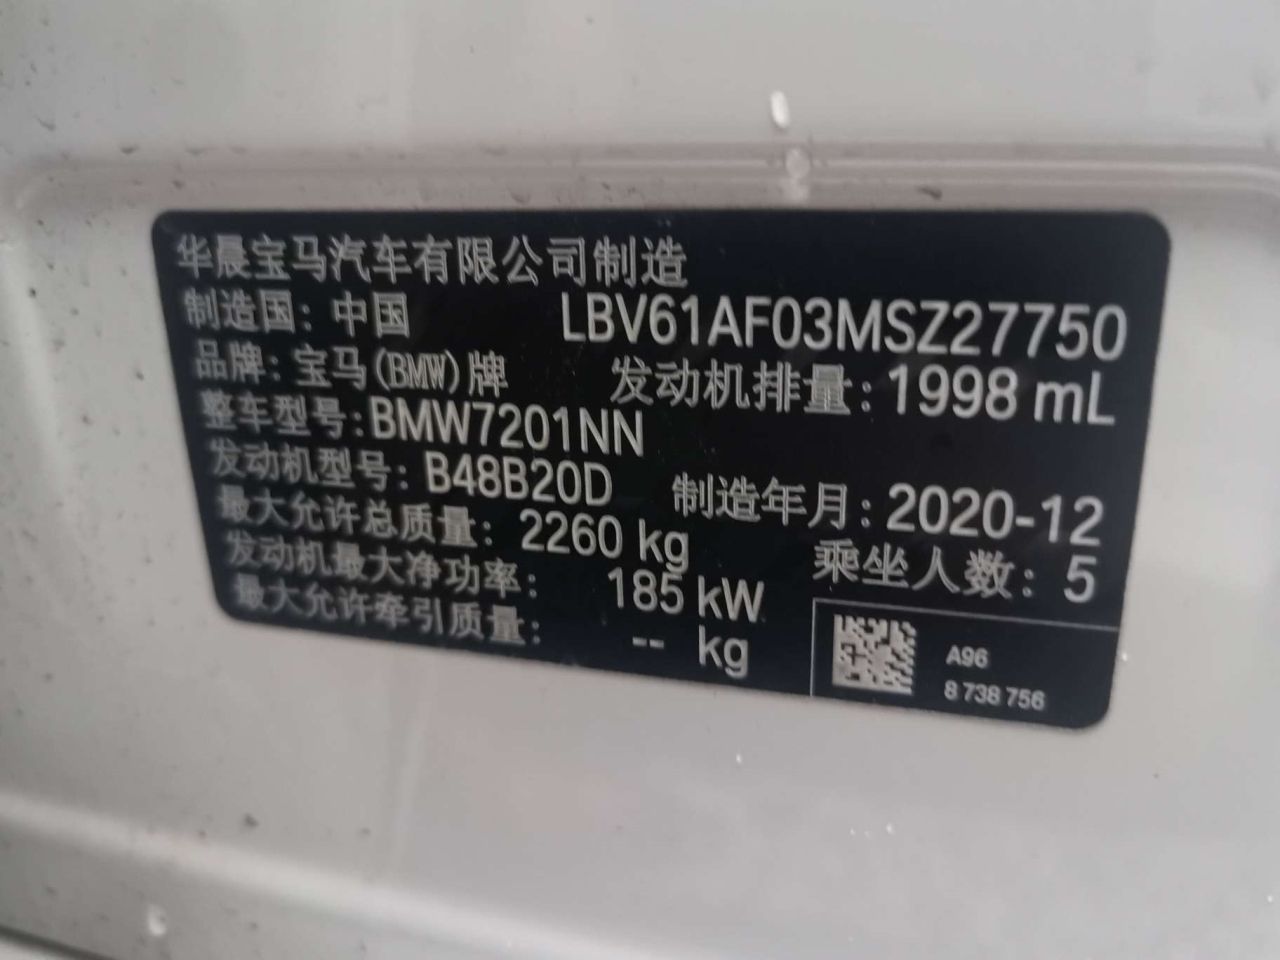 华晨宝马汽车有限公司制造
制造国：中国 LBV61AF03MSZ27750
品牌：宝马(BMW)牌 发动机排量：1998 mL
整车型号：BMW7201NN
发动机型号：B48B20D 制造年月：2020-12
最大允许总质量：2260 kg 乘坐人数：5
发动机最大净功率：185 kW
最大允许牵引质量：-- kg
A96
8 738 756